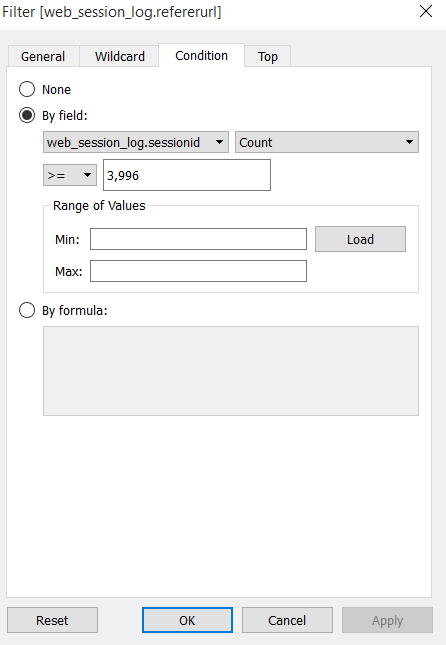 Filter [web_session_log.refererurl]
General Wildcard Condition Top
None
By field:
web_session_log.sessionid Count
>= 3,996
Range of Values
Min: Load
Max:
By formula:
Reset OK Cancel Apply